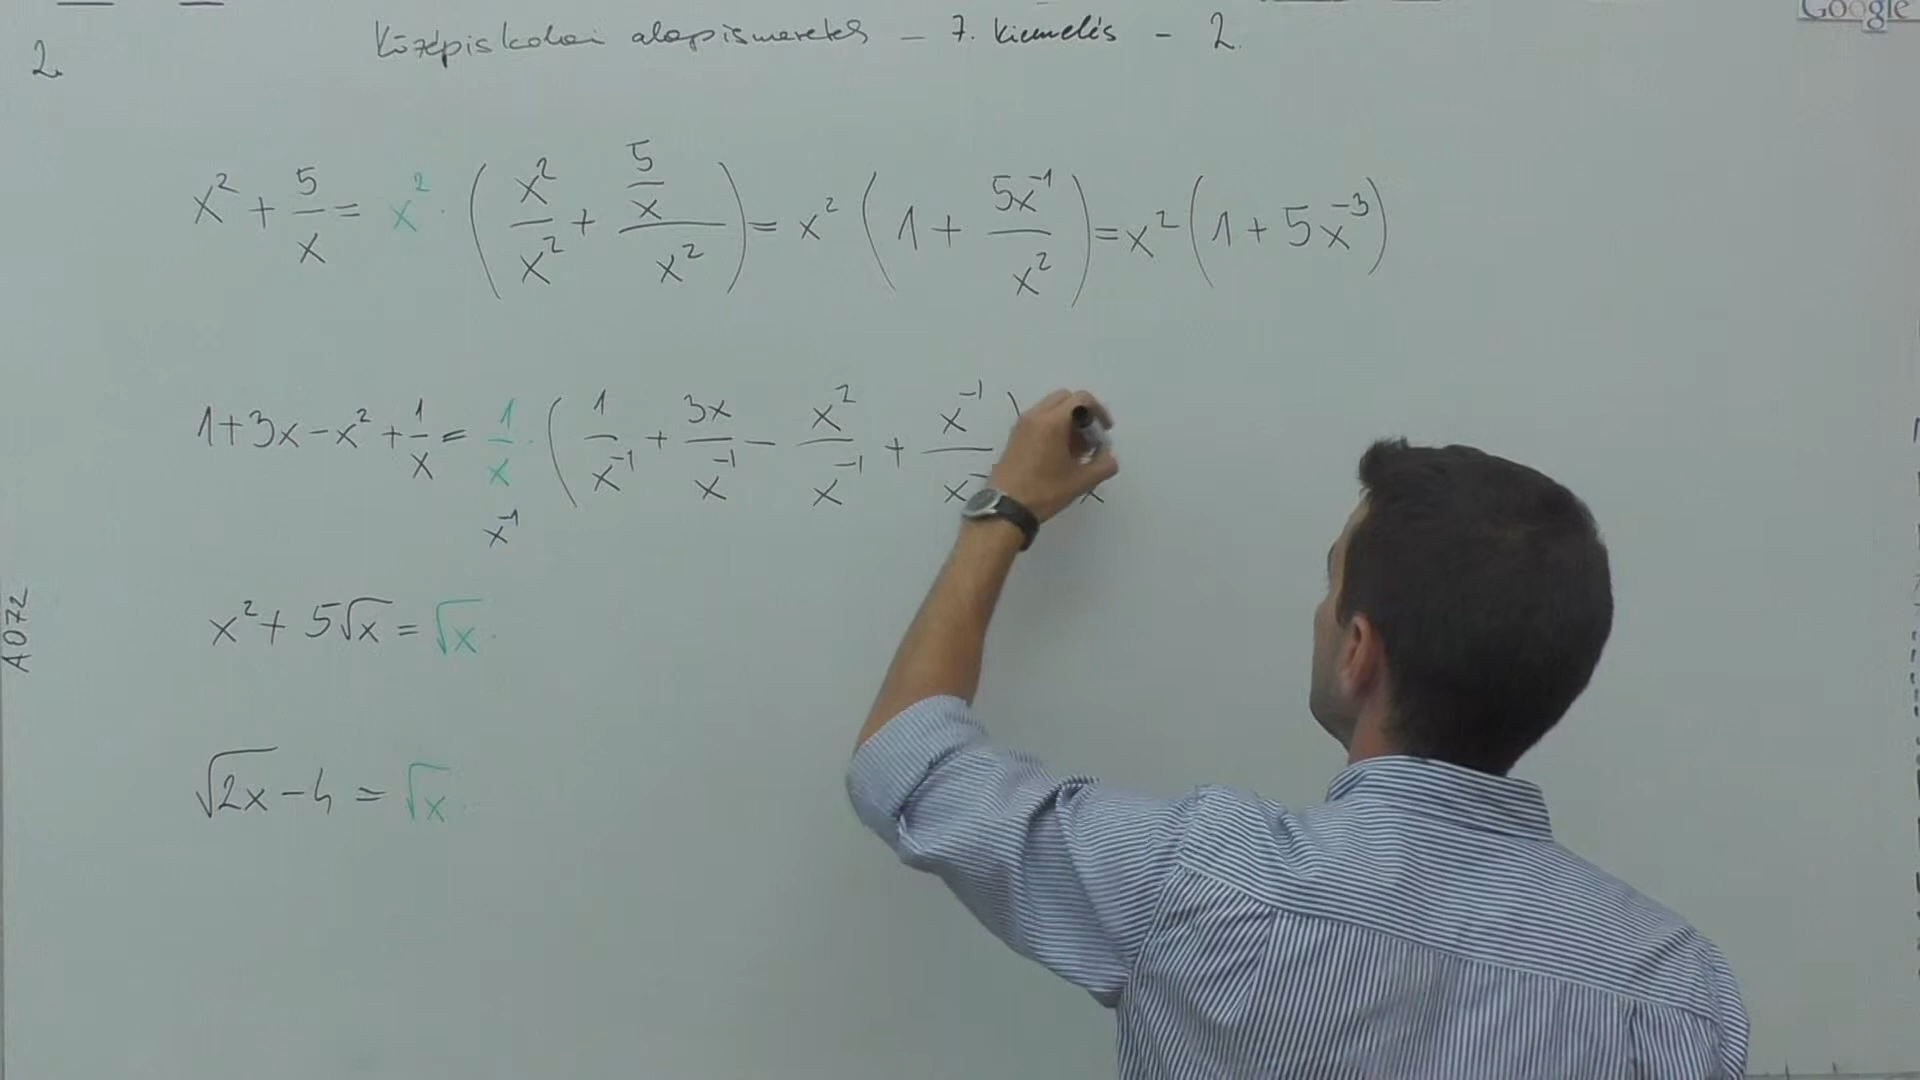 Google
2. Középiskolai alapismeretek – 7. kiemelés – 2.
x² + 5/x = x² · (x²/x² + (5/x)/x²) = x² (1 + 5x⁻¹/x²) = x² (1 + 5x⁻³)
1+3x−x²+1/x = 1/x · (1/x⁻¹ + 3x/x⁻¹ − x²/x⁻¹ + x⁻¹/x⁻ ) x
x⁻¹
x² + 5√x = √x ·
√2x − 4 = √x ·
A072